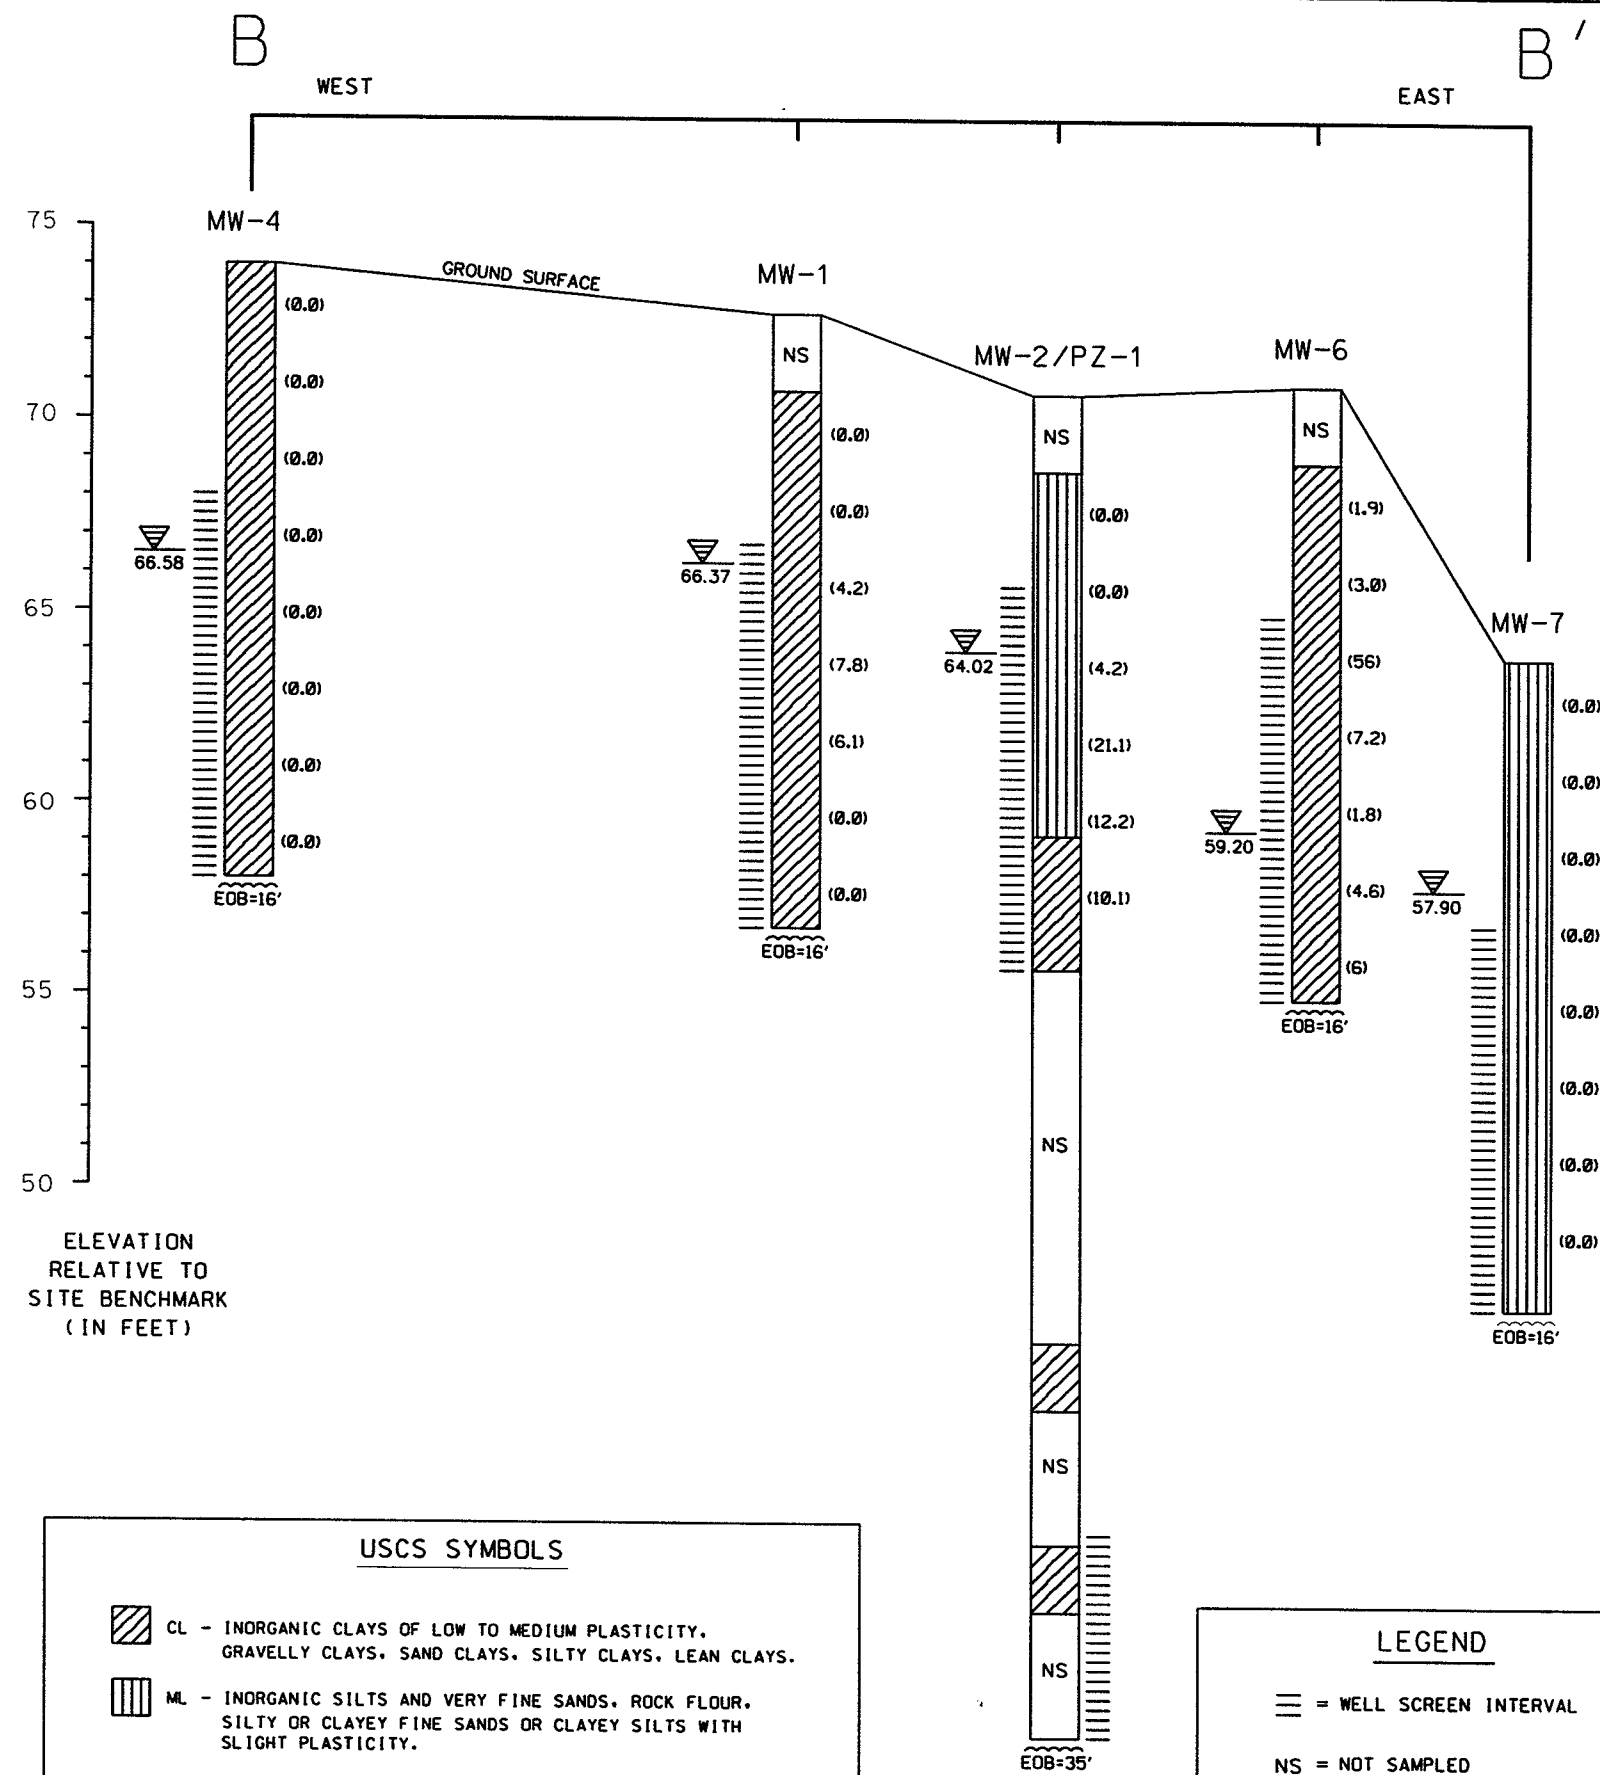 B
B'
WEST
EAST
75
70
65
60
55
50
ELEVATION
RELATIVE TO
SITE BENCHMARK
(IN FEET)
GROUND SURFACE
MW-4
(0.0)
(0.0)
(0.0)
(0.0)
(0.0)
(0.0)
(0.0)
(0.0)
66.58
EOB=16'
MW-1
NS
(0.0)
(0.0)
(4.2)
(7.8)
(6.1)
(0.0)
(0.0)
66.37
EOB=16'
MW-2/PZ-1
NS
(0.0)
(0.0)
(4.2)
(21.1)
(12.2)
(10.1)
64.02
NS
NS
NS
EOB=35'
MW-6
NS
(1.9)
(3.0)
(56)
(7.2)
(1.8)
(4.6)
(6)
59.20
EOB=16'
MW-7
(0.0)
(0.0)
(0.0)
(0.0)
(0.0)
(0.0)
(0.0)
(0.0)
57.90
EOB=16'
USCS SYMBOLS
CL - INORGANIC CLAYS OF LOW TO MEDIUM PLASTICITY,
GRAVELLY CLAYS, SAND CLAYS, SILTY CLAYS, LEAN CLAYS.
ML - INORGANIC SILTS AND VERY FINE SANDS, ROCK FLOUR,
SILTY OR CLAYEY FINE SANDS OR CLAYEY SILTS WITH
SLIGHT PLASTICITY.
LEGEND
= WELL SCREEN INTERVAL
NS = NOT SAMPLED